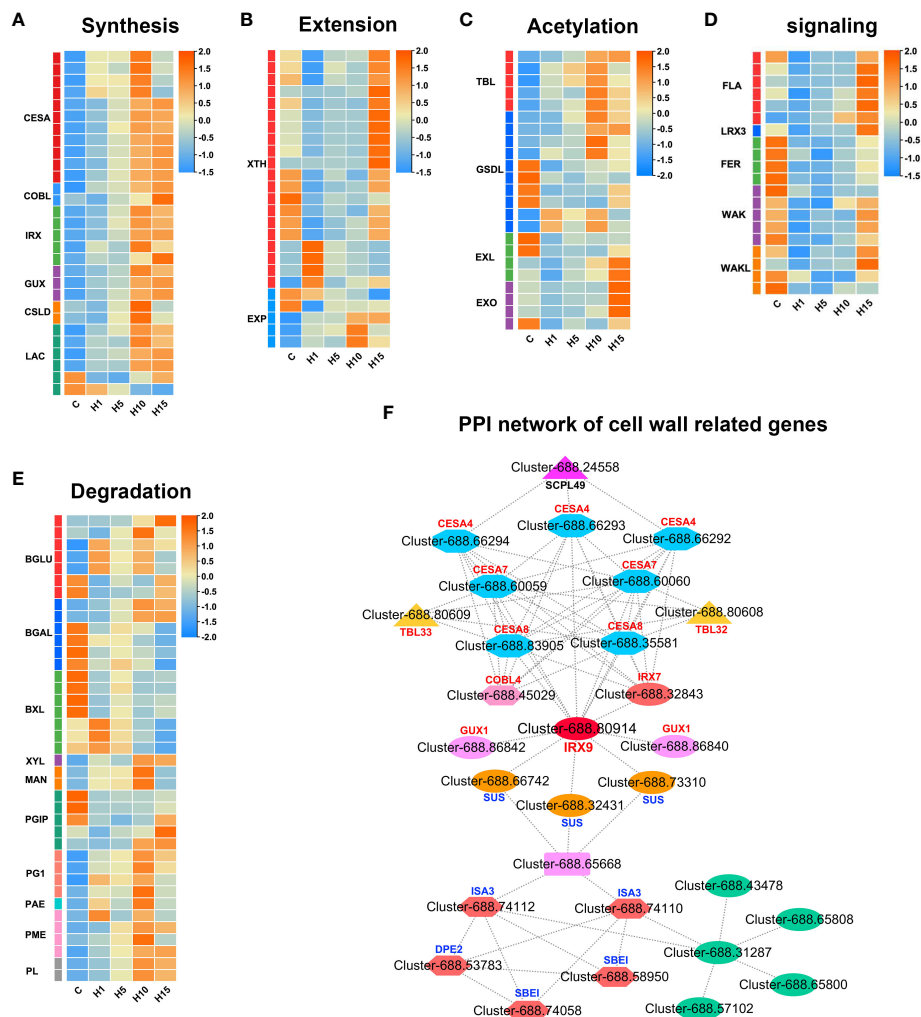 A
Synthesis
2.0
1.5
1.0
0.5
0.0
-0.5
-1.0
-1.5
CESA
COBL
IRX
GUX
CSLD
LAC
C
H1
H5
H10
H15
B
Extension
2.0
1.5
1.0
0.5
0.0
-0.5
-1.0
-1.5
XTH
EXP
C
H1
H5
H10
H15
C
Acetylation
2.0
1.5
1.0
0.5
0.0
-0.5
-1.0
-1.5
-2.0
TBL
GSDL
EXL
EXO
C
H1
H5
H10
H15
D
signaling
2.0
1.5
1.0
0.5
0.0
-0.5
-1.0
-1.5
FLA
LRX3
FER
WAK
WAKL
C
H1
H5
H10
H15
E
Degradation
2.0
1.5
1.0
0.5
0
-0.5
-1.0
-1.5
-2.0
BGLU
BGAL
BXL
XYL
MAN
PGIP
PG1
PAE
PME
PL
C
H1
H5
H10
H15
F
PPI network of cell wall related genes
Cluster-688.24558
SCPL49
CESA4
Cluster-688.66293
CESA4
Cluster-688.66294
CESA4
Cluster-688.66292
CESA7
Cluster-688.60059
CESA7
Cluster-688.60060
Cluster-688.80609
TBL33
Cluster-688.80608
TBL32
CESA8
Cluster-688.83905
CESA8
Cluster-688.35581
COBL4
Cluster-688.45029
IRX7
Cluster-688.32843
Cluster-688.80914
IRX9
GUX1
Cluster-688.86842
GUX1
Cluster-688.86840
Cluster-688.66742
SUS
Cluster-688.73310
SUS
Cluster-688.32431
SUS
Cluster-688.65668
ISA3
Cluster-688.74112
ISA3
Cluster-688.74110
Cluster-688.43478
Cluster-688.65808
DPE2
Cluster-688.53783
SBEI
Cluster-688.58950
Cluster-688.31287
Cluster-688.65800
SBEI
Cluster-688.74058
Cluster-688.57102